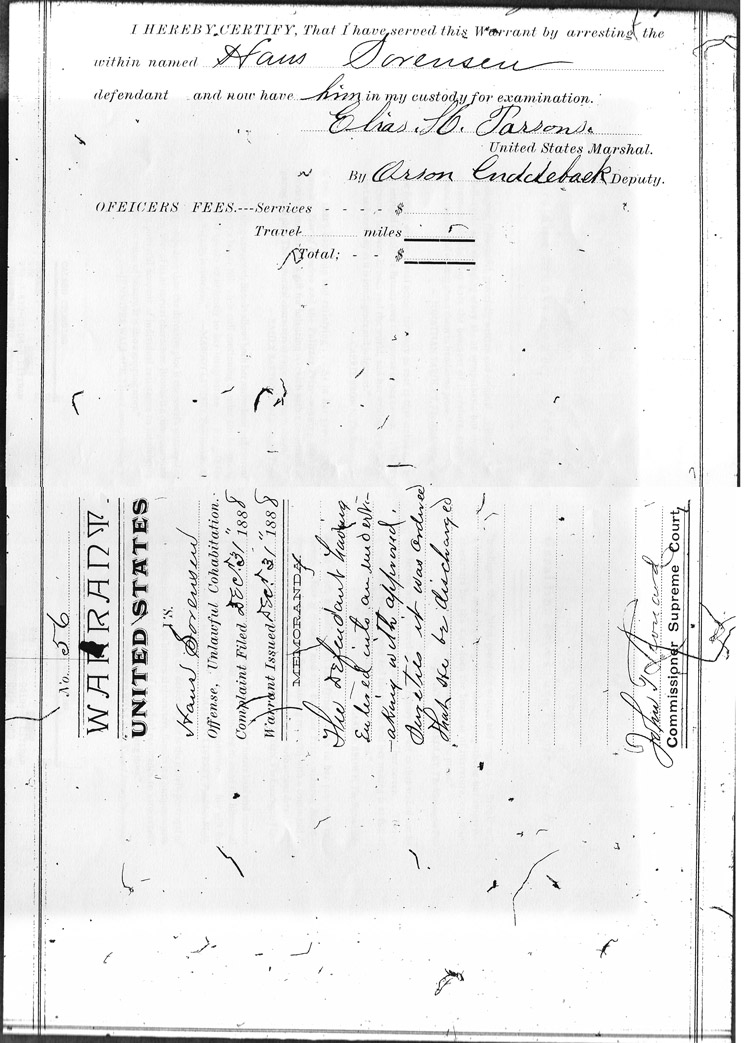 I HEREBY CERTIFY, That I have served this Warrant by arresting the
within named Hans Sorensen
defendant and now have him in my custody for examination.
Elias H. Parsons.
United States Marshal.
By Orson Cuddeback Deputy.
OFEICERS FEES.---Services - - - - $
Travel miles
Total; - - $
No. 56
WARRANT
UNITED STATES
VS.
Hans Sorensen
Offense, Unlawful Cohabitation.
Complaint Filed Dec. 31" 1888
Warrant Issued Dec. 31" 1888
MEMORANDA.
The Defendant having
Entered into an underti-
-aking with approved
Sureties it was ordered
that he be discharged
John T.
Commissioner Supreme Court,